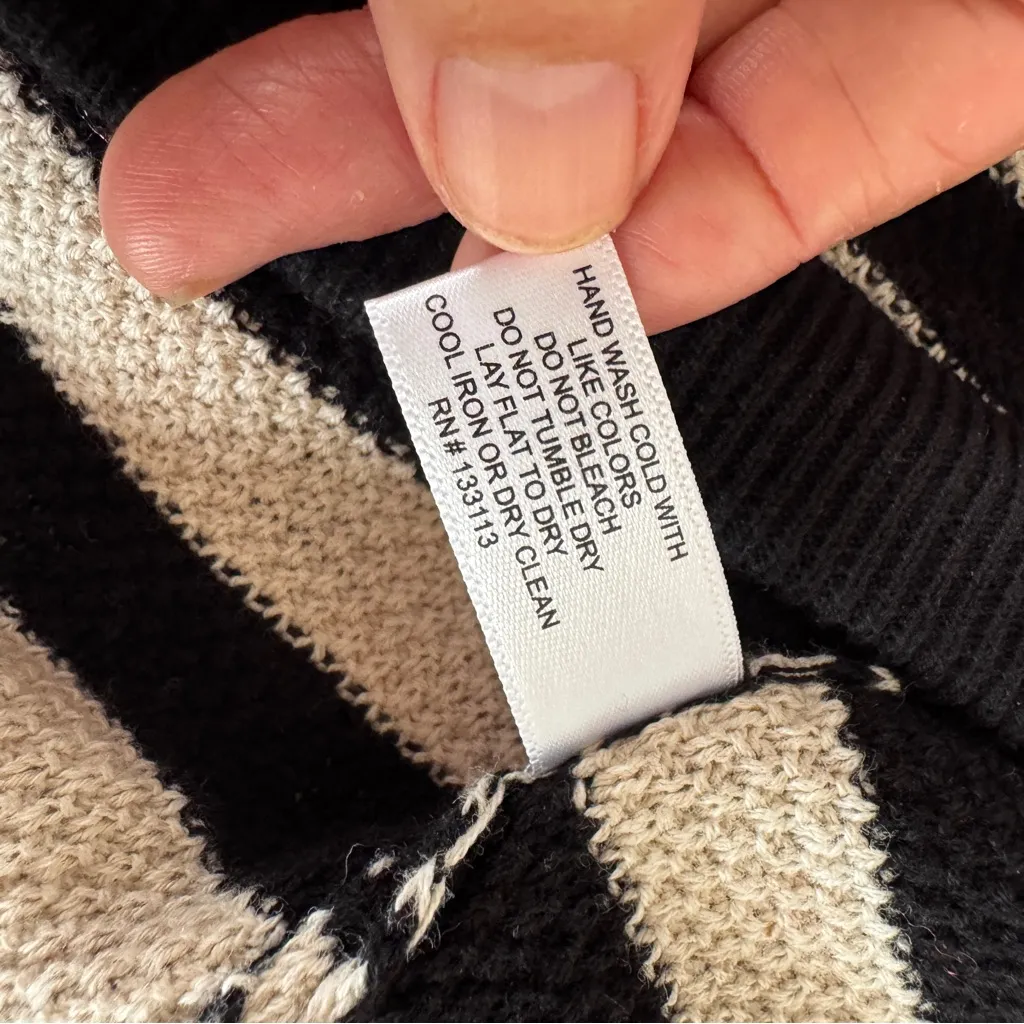 HAND WASH COLD WITH
LIKE COLORS
DO NOT BLEACH
DO NOT TUMBLE DRY
LAY FLAT TO DRY
COOL IRON OR DRY CLEAN
RN # 133113